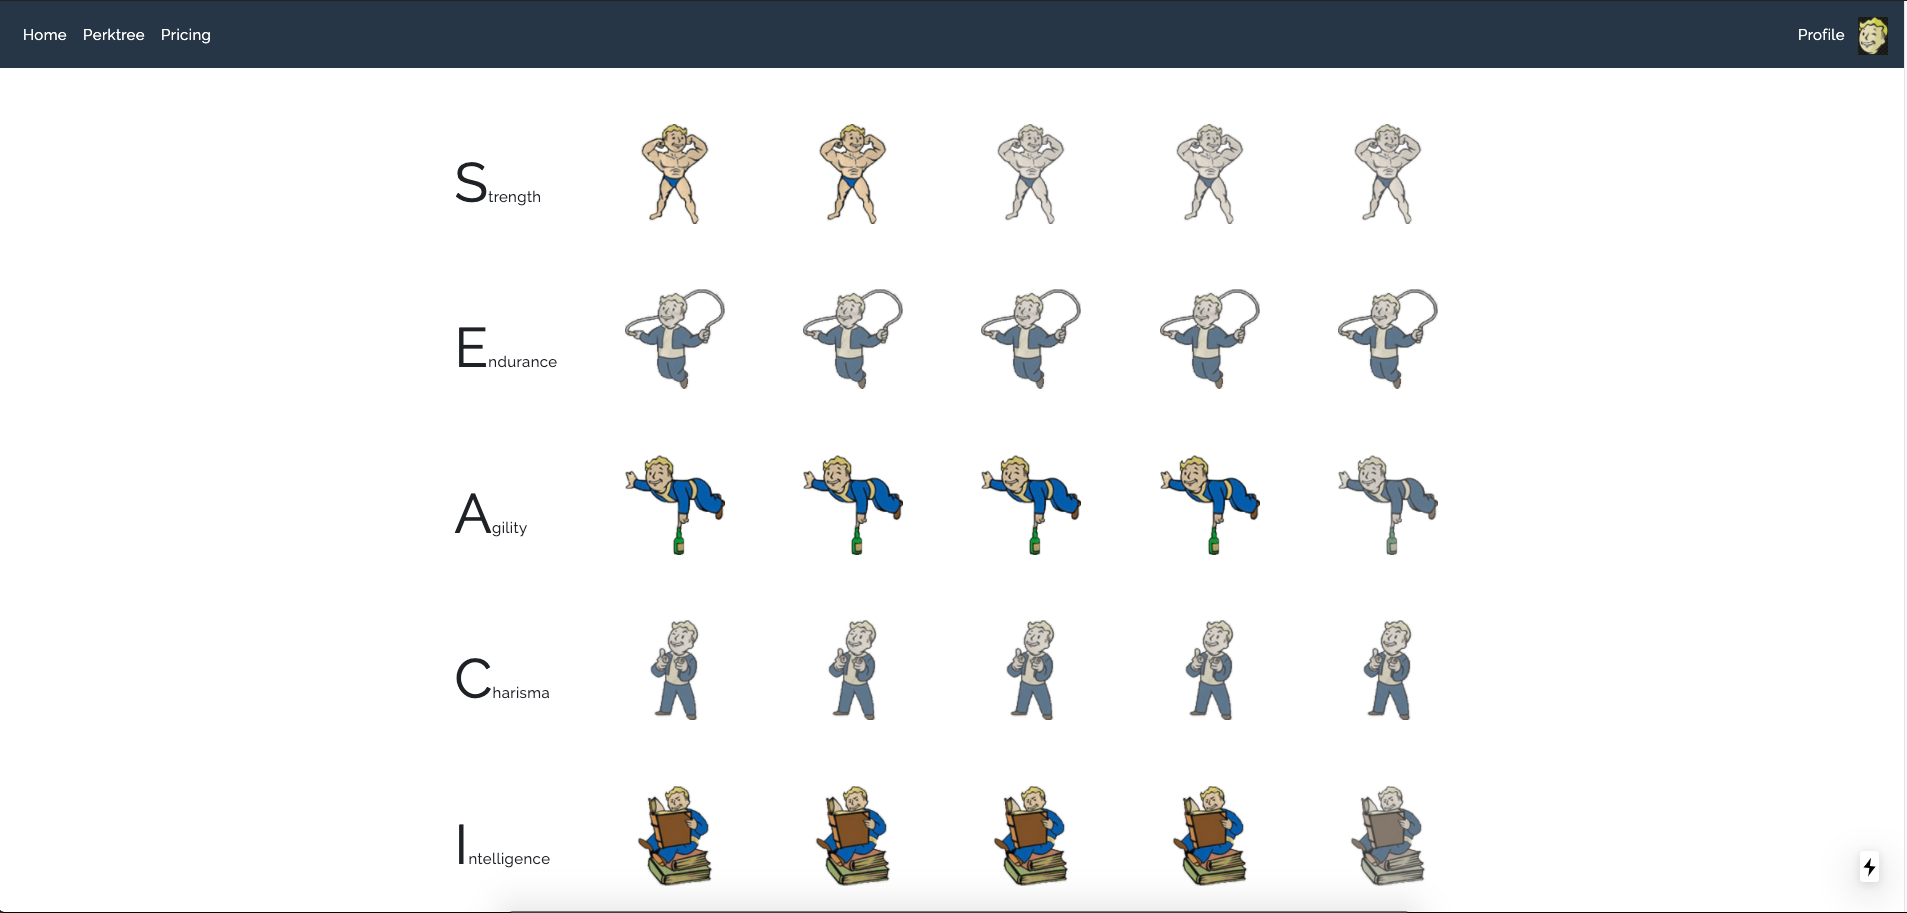 Home Perktree Pricing Profile
Strength
Endurance
Agility
Charisma
Intelligence